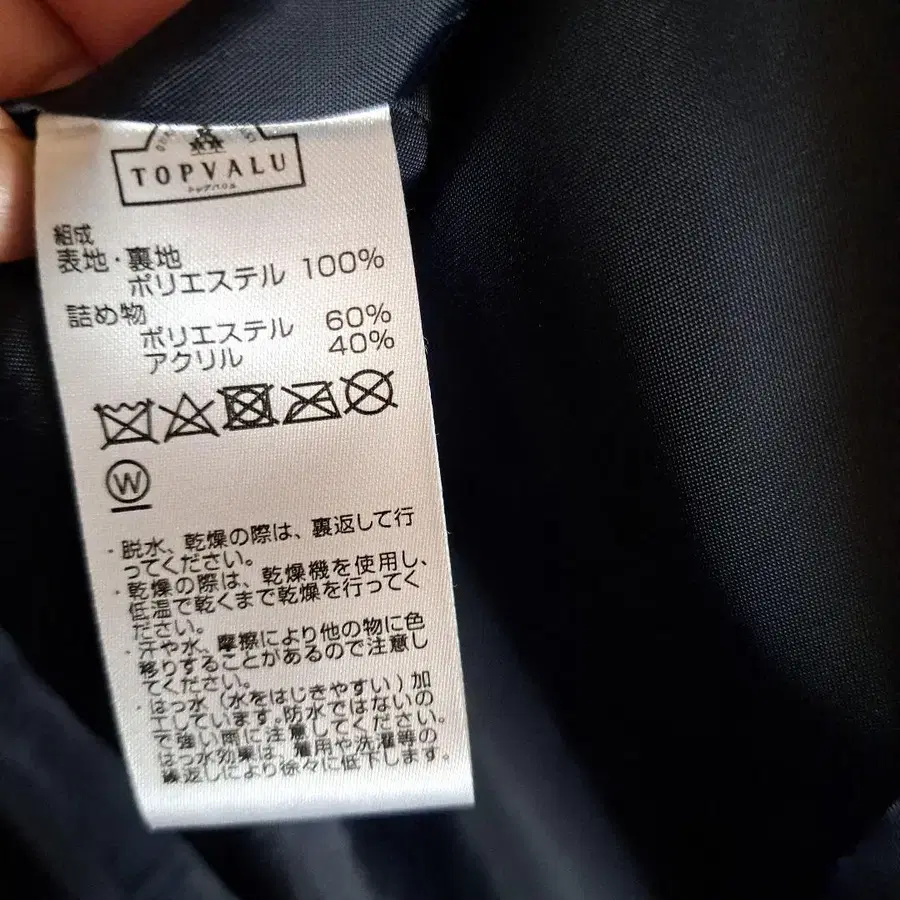 TOPVALU
トップバリュ
組成
表地・裏地
ポリエステル 100%
詰め物
ポリエステル 60%
アクリル 40%
W
・脱水、乾燥の際は、裏返して行
ってください。
・乾燥の際は、乾燥機を使用し、
低温で乾くまで乾燥を行ってく
ださい。
・汗や水、摩擦により他の物に色
移りすることがあるので注意し
てください。
・はっ水（水をはじきやすい）加
工しています。防水ではないの
で強い雨に注意してください。
はっ水効果は、着用や洗濯等の
繰返しにより徐々に低下します。